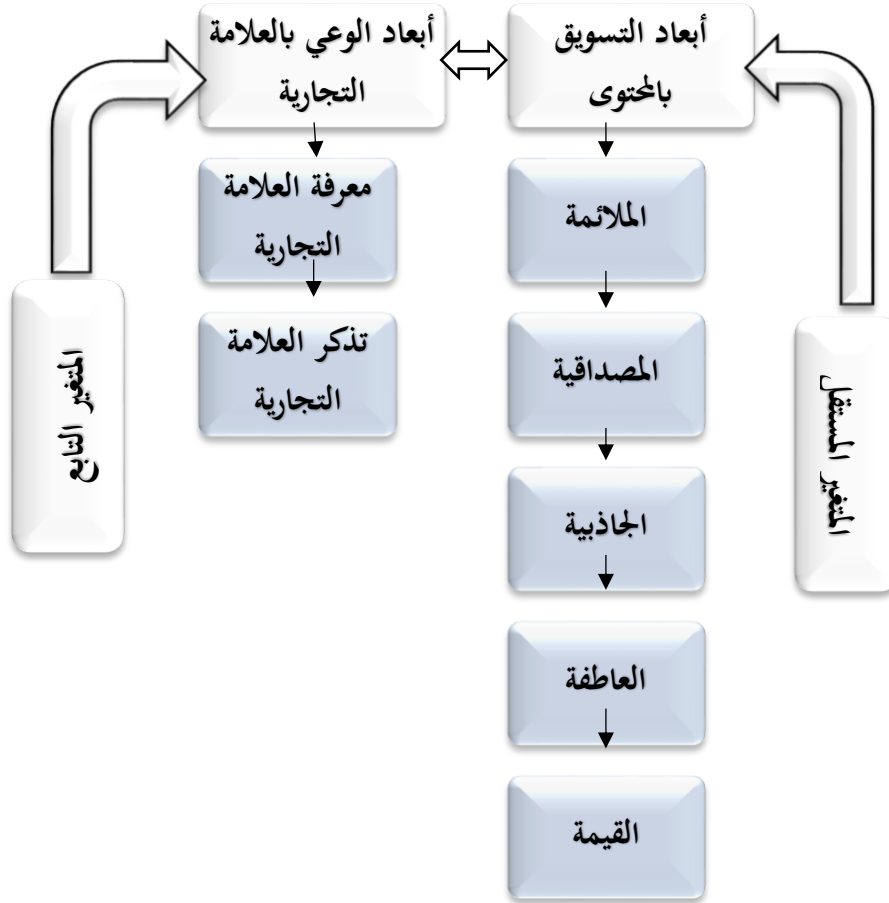 أبعاد التسويق
بالمحتوى
أبعاد الوعي بالعلامة
التجارية
الملائمة
معرفة العلامة
التجارية
المصداقية
تذكر العلامة
التجارية
الجاذبية
العاطفة
القيمة
المتغير المستقل
المتغير التابع